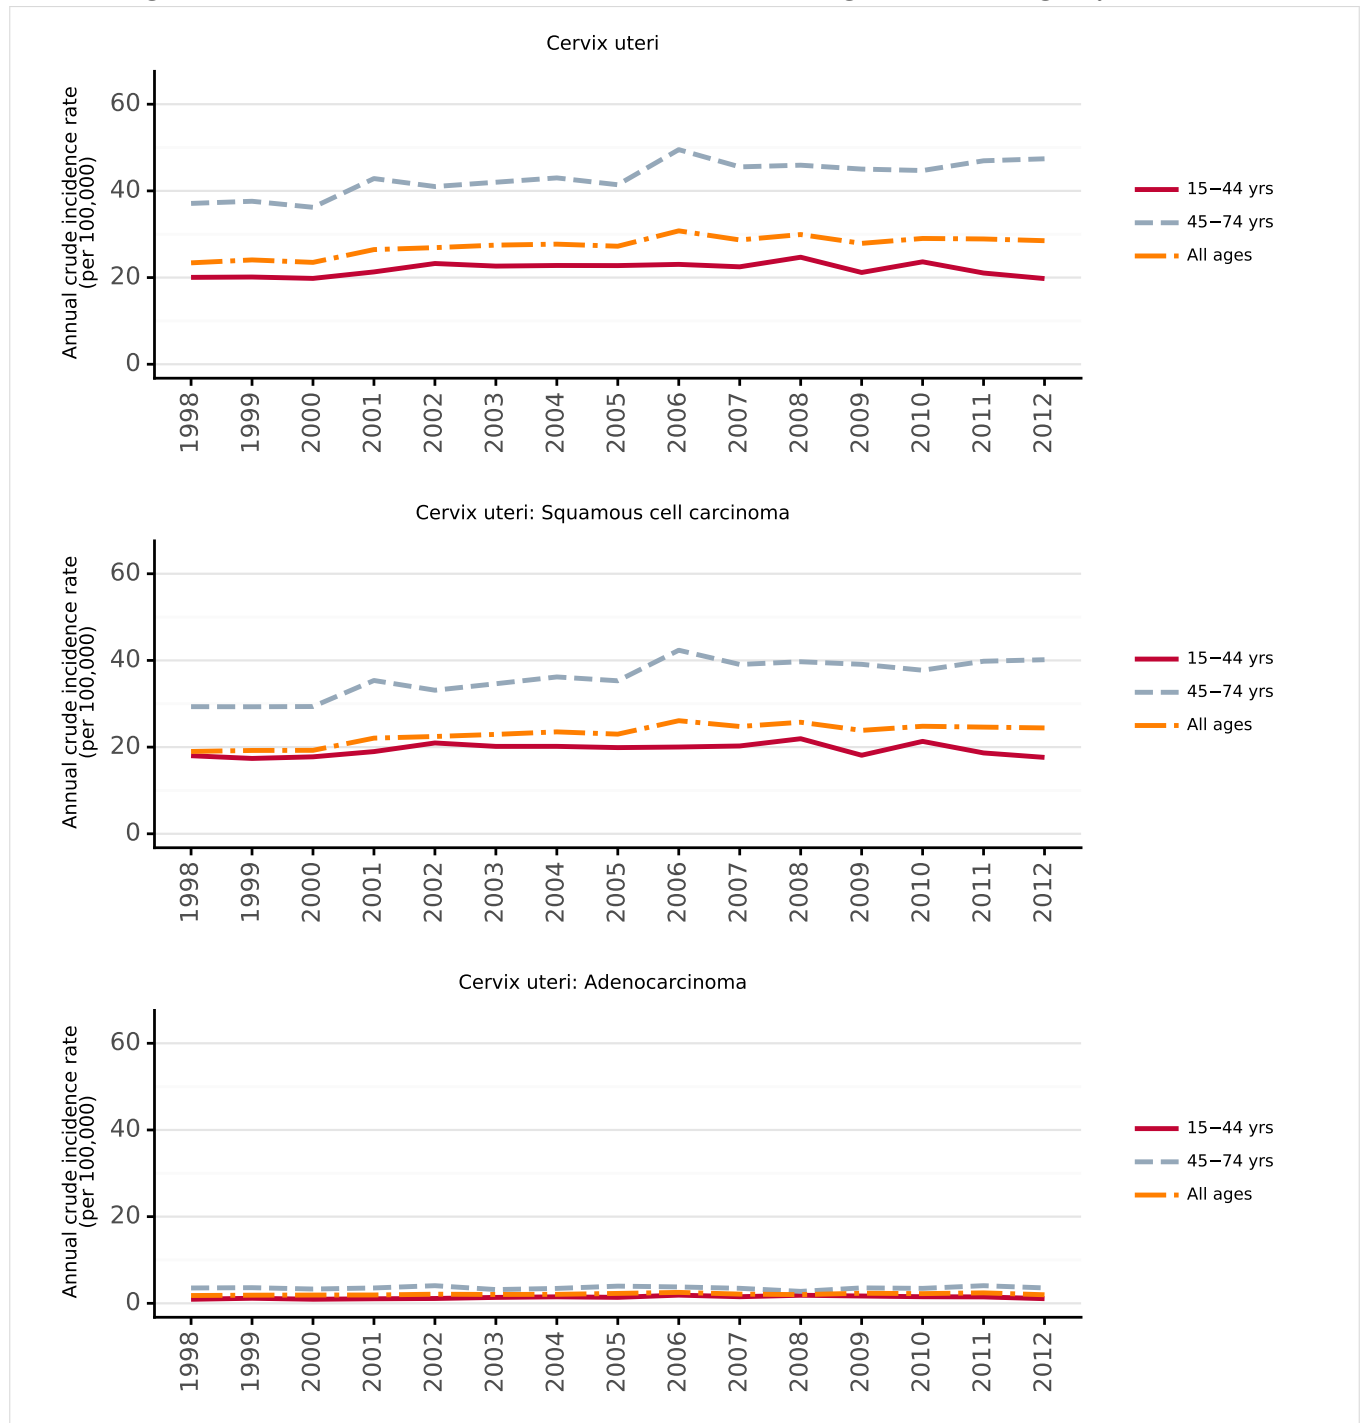 Cervix uteri
Annual crude incidence rate
(per 100,000)
60
40
20
0
1998 1999 2000 2001 2002 2003 2004 2005 2006 2007 2008 2009 2010 2011 2012
15−44 yrs
45−74 yrs
All ages
Cervix uteri: Squamous cell carcinoma
Annual crude incidence rate
(per 100,000)
60
40
20
0
1998 1999 2000 2001 2002 2003 2004 2005 2006 2007 2008 2009 2010 2011 2012
15−44 yrs
45−74 yrs
All ages
Cervix uteri: Adenocarcinoma
Annual crude incidence rate
(per 100,000)
60
40
20
0
1998 1999 2000 2001 2002 2003 2004 2005 2006 2007 2008 2009 2010 2011 2012
15−44 yrs
45−74 yrs
All ages